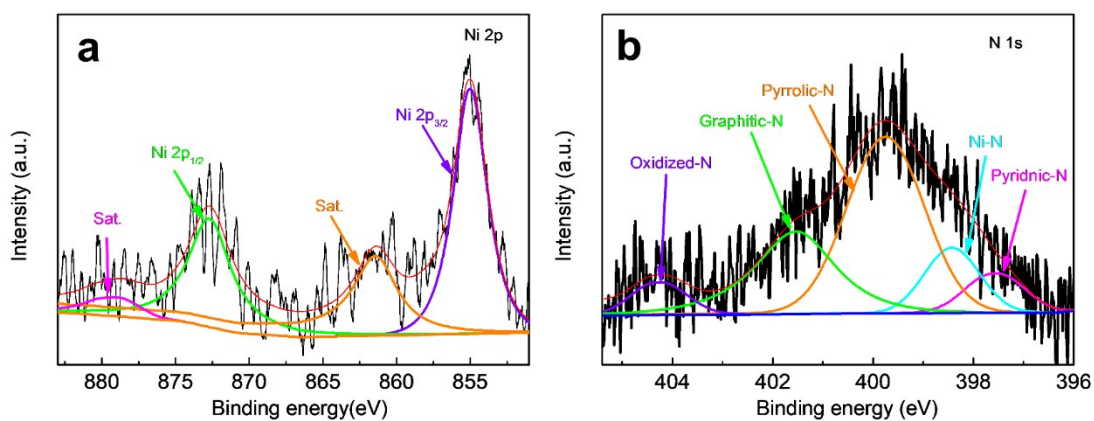 a
Ni 2p
Ni 2p3/2
Ni 2p1/2
Sat.
Sat.
Intensity (a.u.)
880
875
870
865
860
855
Binding energy(eV)
b
N 1s
Pyrrolic-N
Graphitic-N
Oxidized-N
Ni-N
Pyridnic-N
Intensity (a.u.)
404
402
400
398
396
Binding energy (eV)